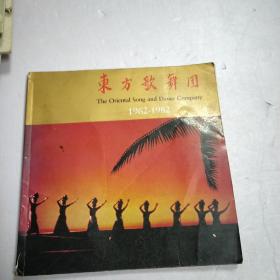 東方歌舞团
The Oriental Song and Dance Company
1962-1982